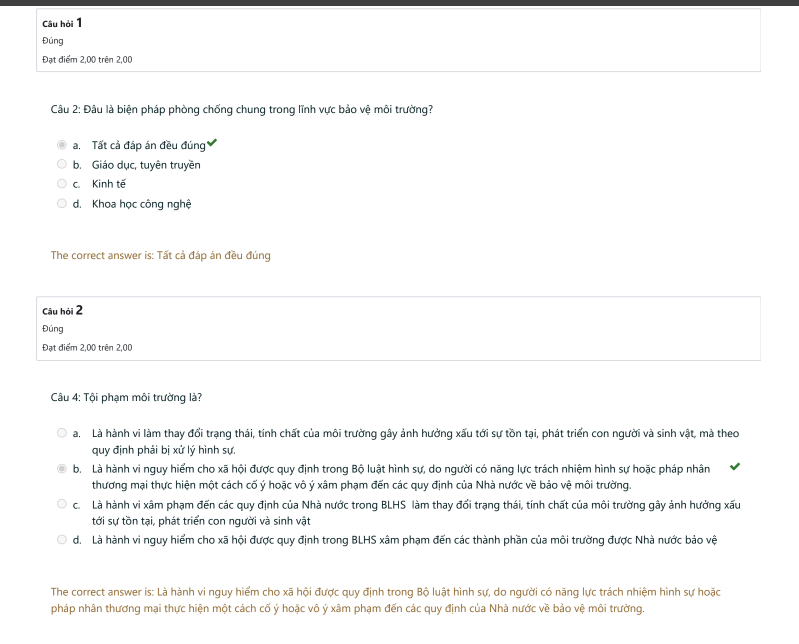 Câu hỏi 1
Đúng
Đạt điểm 2,00 trên 2,00
Câu 2: Đâu là biện pháp phòng chống chung trong lĩnh vực bảo vệ môi trường?
a. Tất cả đáp án đều đúng
b. Giáo dục, tuyên truyền
c. Kinh tế
d. Khoa học công nghệ
The correct answer is: Tất cả đáp án đều đúng
Câu hỏi 2
Đúng
Đạt điểm 2,00 trên 2,00
Câu 4: Tội phạm môi trường là?
a. Là hành vi làm thay đổi trạng thái, tính chất của môi trường gây ảnh hưởng xấu tới sự tồn tại, phát triển con người và sinh vật, mà theo
quy định phải bị xử lý hình sự.
b. Là hành vi nguy hiểm cho xã hội được quy định trong Bộ luật hình sự, do người có năng lực trách nhiệm hình sự hoặc pháp nhân
thương mại thực hiện một cách cố ý hoặc vô ý xâm phạm đến các quy định của Nhà nước về bảo vệ môi trường.
c. Là hành vi xâm phạm đến các quy định của Nhà nước trong BLHS làm thay đổi trạng thái, tính chất của môi trường gây ảnh hưởng xấu
tới sự tồn tại, phát triển con người và sinh vật
d. Là hành vi nguy hiểm cho xã hội được quy định trong BLHS xâm phạm đến các thành phần của môi trường được Nhà nước bảo vệ
The correct answer is: Là hành vi nguy hiểm cho xã hội được quy định trong Bộ luật hình sự, do người có năng lực trách nhiệm hình sự hoặc
pháp nhân thương mại thực hiện một cách cố ý hoặc vô ý xâm phạm đến các quy định của Nhà nước về bảo vệ môi trường.